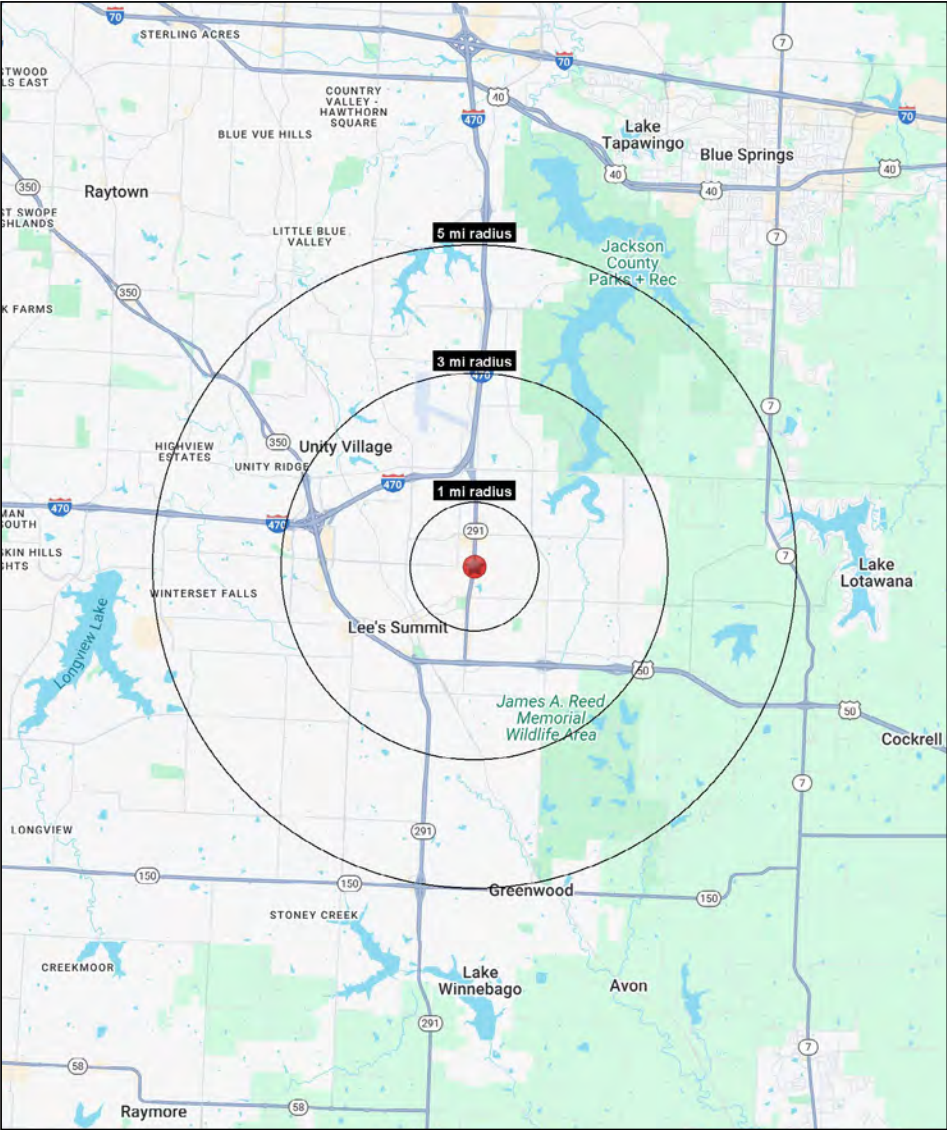 70
STERLING ACRES
70
STWOOD
LS EAST
COUNTRY
VALLEY -
HAWTHORN
SQUARE
40
470
7
70
BLUE VUE HILLS
Lake
Tapawingo
Blue Springs
40
40
40
350
Raytown
ST SWOPE
GHLANDS
LITTLE BLUE
VALLEY
5 mi radius
7
Jackson
County
Parks + Rec
350
K FARMS
3 mi radius
470
7
350
HIGHVIEW
ESTATES
Unity Village
UNITY RIDGE
470
1 mi radius
470
MAN
SOUTH
470
291
SKIN HILLS
GHTS
7
Lake
Lotawana
WINTERSET FALLS
Longview Lake
Lee's Summit
50
James A. Reed
Memorial
Wildlife Area
50
Cockrell
7
LONGVIEW
291
150
150
Greenwood
150
STONEY CREEK
CREEKMOOR
Lake
Winnebago
Avon
291
7
58
58
Raymore